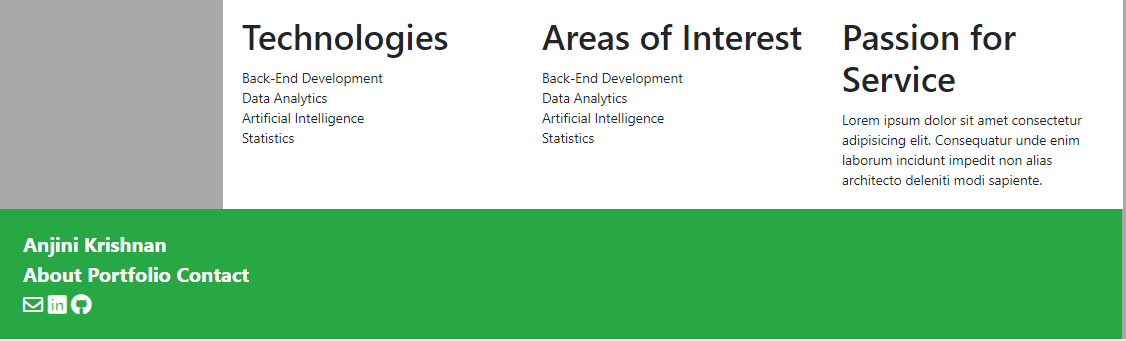 Technologies
Back-End Development
Data Analytics
Artificial Intelligence
Statistics
Areas of Interest
Back-End Development
Data Analytics
Artificial Intelligence
Statistics
Passion for
Service
Lorem ipsum dolor sit amet consectetur
adipisicing elit. Consequatur unde enim
laborum incidunt impedit non alias
architecto deleniti modi sapiente.
Anjini Krishnan
About Portfolio Contact
in